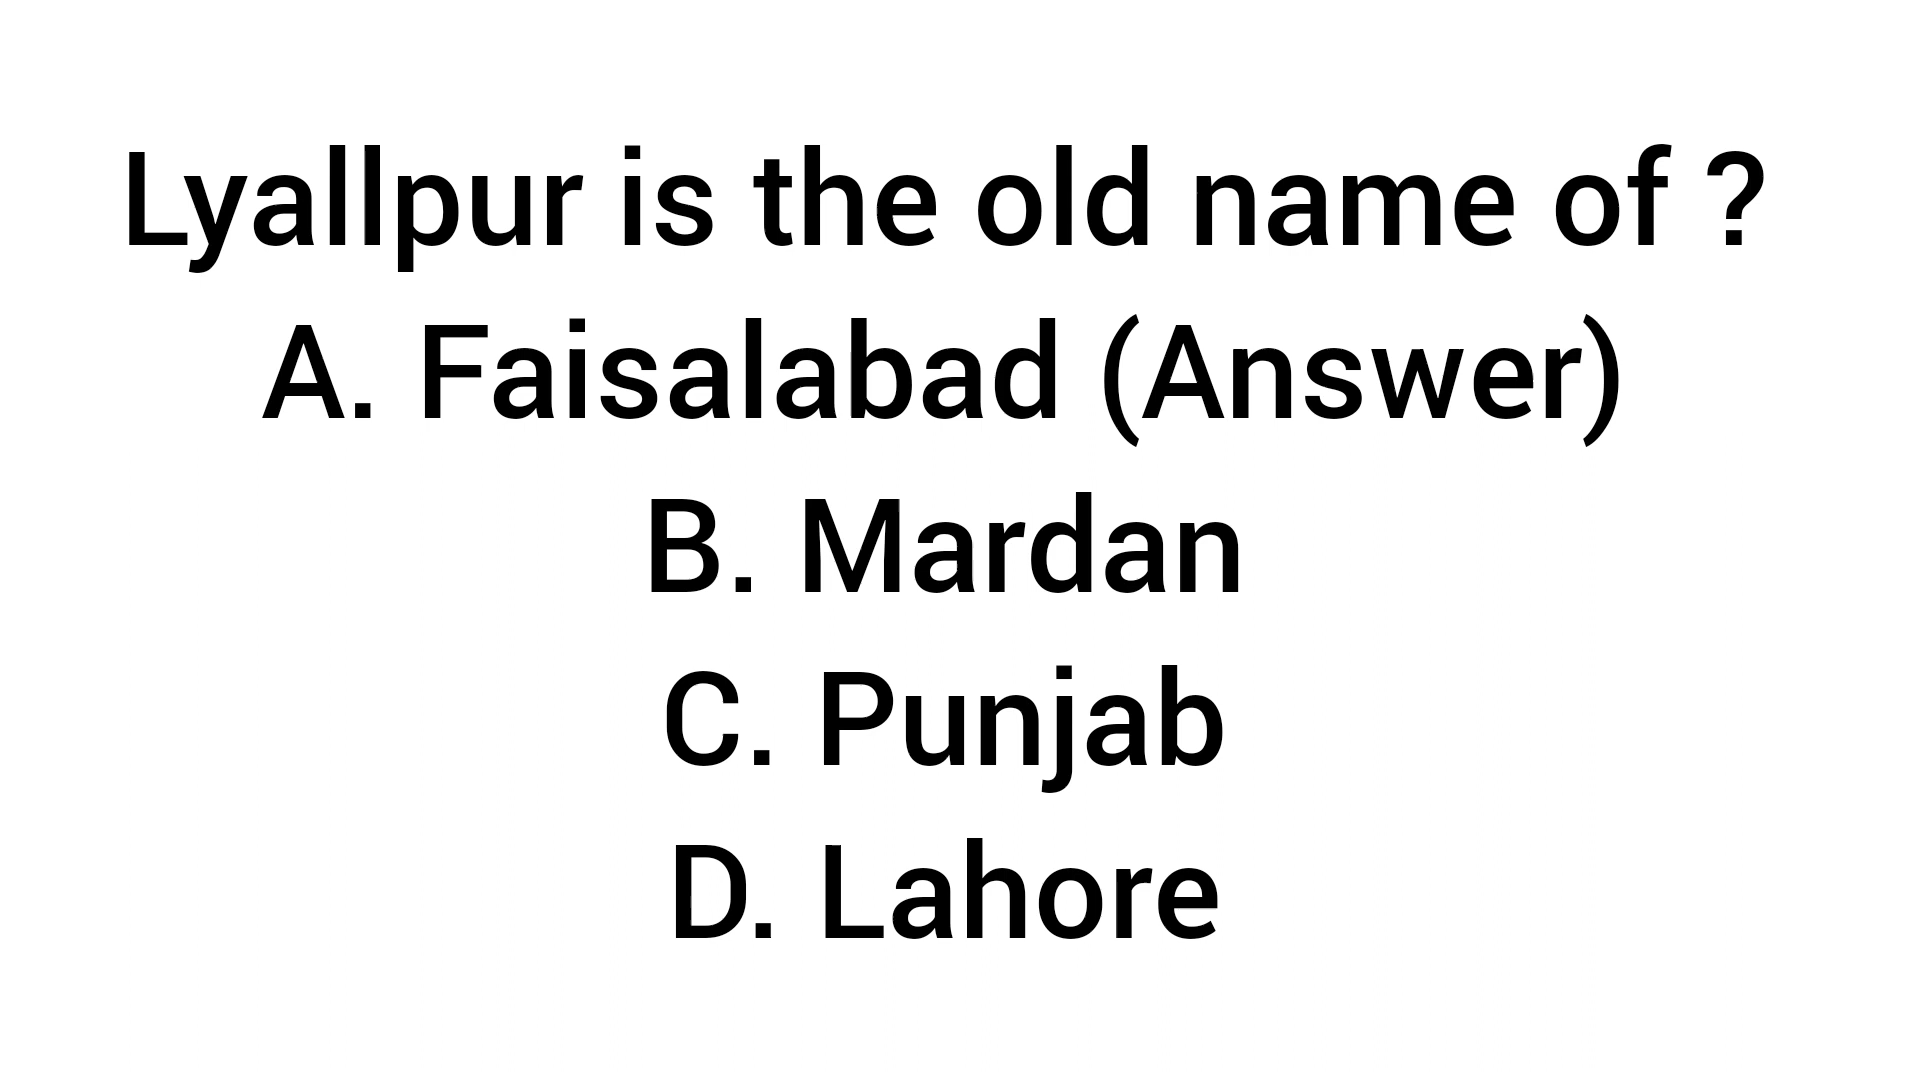 Lyallpur is the old name of ?
A. Faisalabad (Answer)
B. Mardan
C. Punjab
D. Lahore